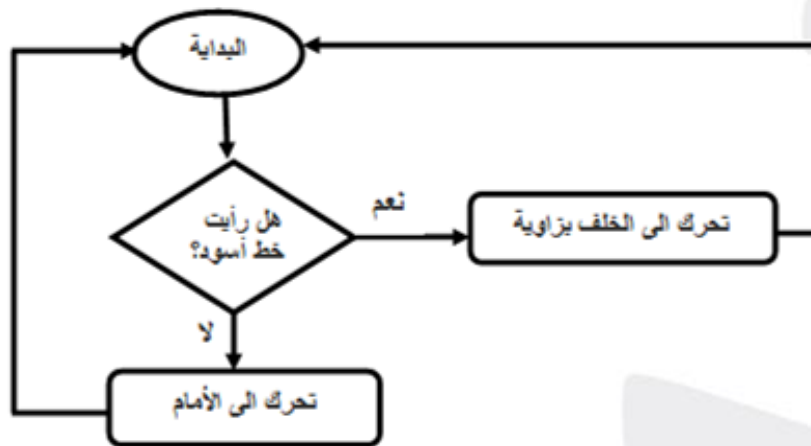 البداية
هل رأيت
خط أسود؟
نعم
تحرك الى الخلف بزاوية
لا
تحرك الى الأمام